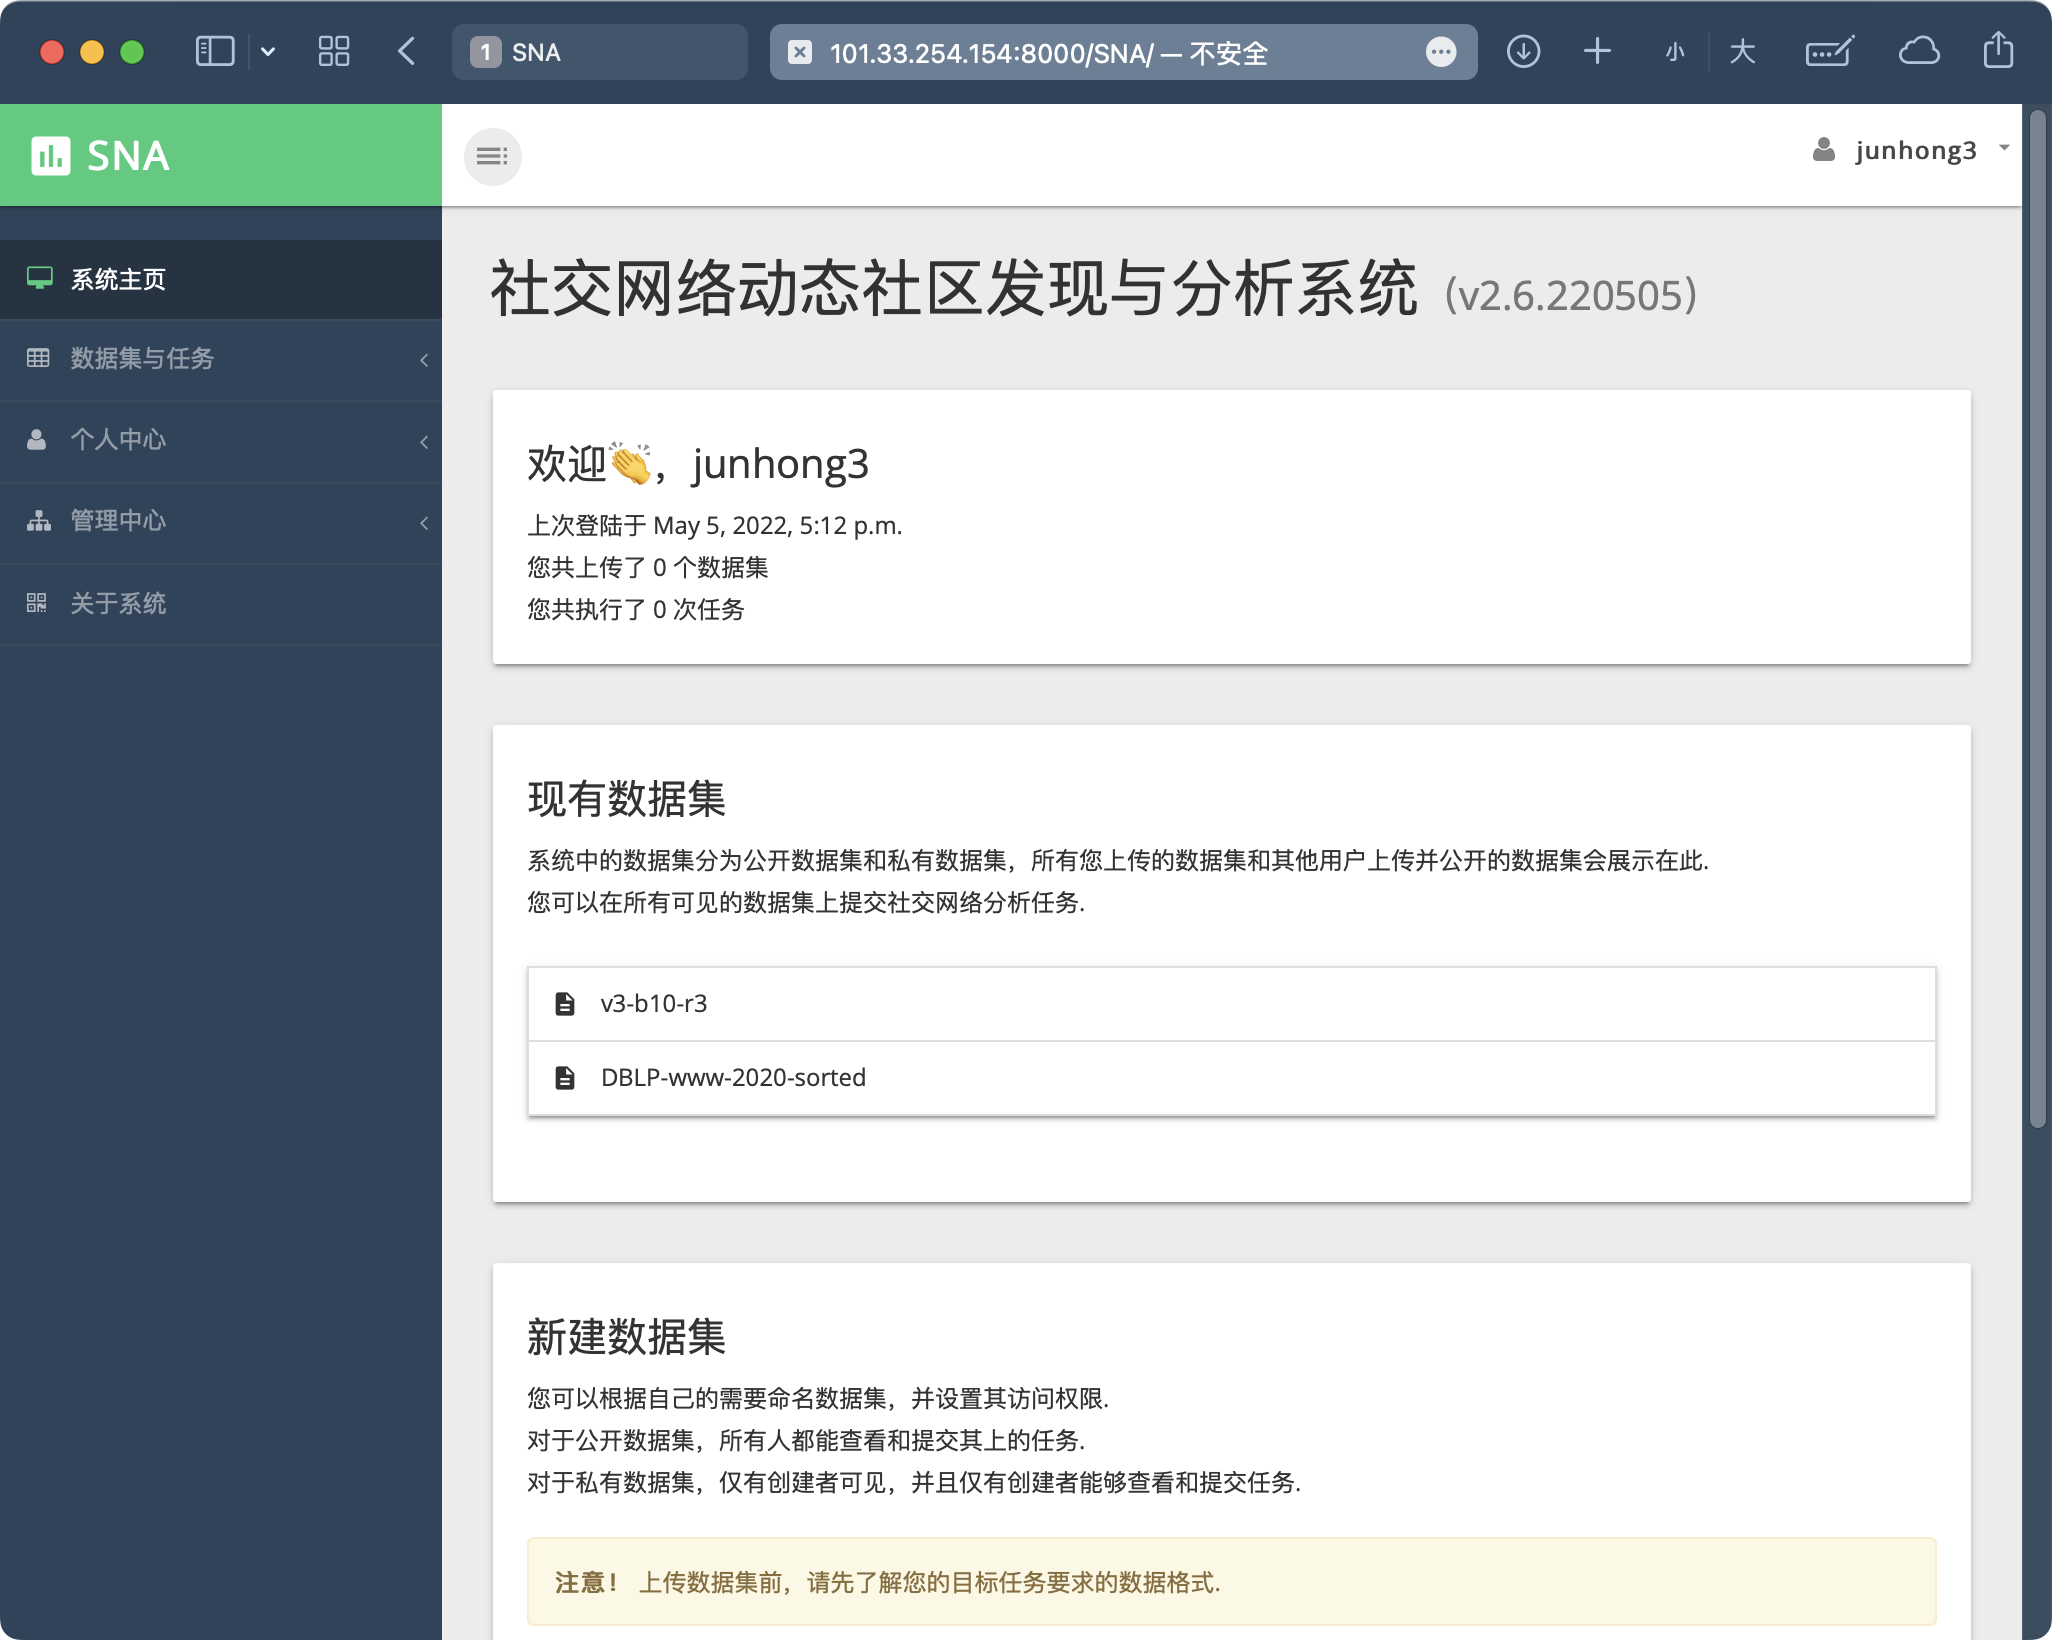 1 SNA
101.33.254.154:8000/SNA/ — 不安全
小 大
SNA
junhong3
系统主页
数据集与任务
个人中心
管理中心
关于系统
社交网络动态社区发现与分析系统 (v2.6.220505)
欢迎👏，junhong3
上次登陆于 May 5, 2022, 5:12 p.m.
您共上传了 0 个数据集
您共执行了 0 次任务
现有数据集
系统中的数据集分为公开数据集和私有数据集，所有您上传的数据集和其他用户上传并公开的数据集会展示在此.
您可以在所有可见的数据集上提交社交网络分析任务.
v3-b10-r3
DBLP-www-2020-sorted
新建数据集
您可以根据自己的需要命名数据集，并设置其访问权限.
对于公开数据集，所有人都能查看和提交其上的任务.
对于私有数据集，仅有创建者可见，并且仅有创建者能够查看和提交任务.
注意！ 上传数据集前，请先了解您的目标任务要求的数据格式.